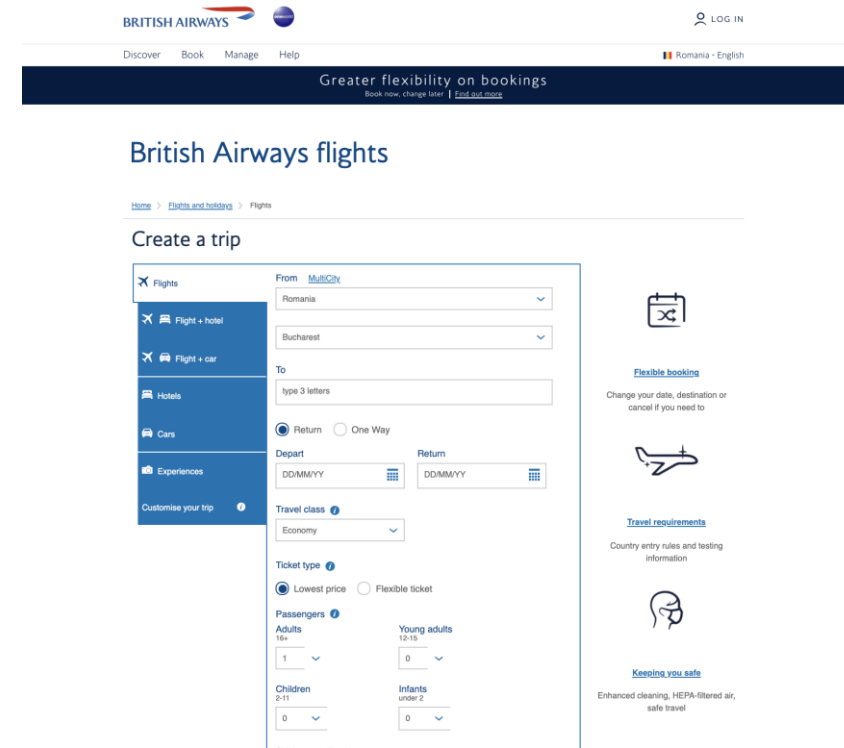 BRITISH AIRWAYS
LOG IN
Discover Book Manage Help
Romania - English
Greater flexibility on bookings
Book now, change later | Find out more
British Airways flights
Home > Flights and holidays > Flights
Create a trip
Flights
Flight + hotel
Flight + car
Hotels
Cars
Experiences
Customise your trip
From MultiCity
Romania
Bucharest
To
type 3 letters
Return One Way
Depart Return
DD/MM/YY DD/MM/YY
Travel class
Economy
Ticket type
Lowest price Flexible ticket
Passengers
Adults Young adults
16+ 12-15
1 0
Children Infants
2-11 under 2
0 0
Flexible booking
Change your date, destination or
cancel if you need to
Travel requirements
Country entry rules and testing
information
Keeping you safe
Enhanced cleaning, HEPA-filtered air,
safe travel